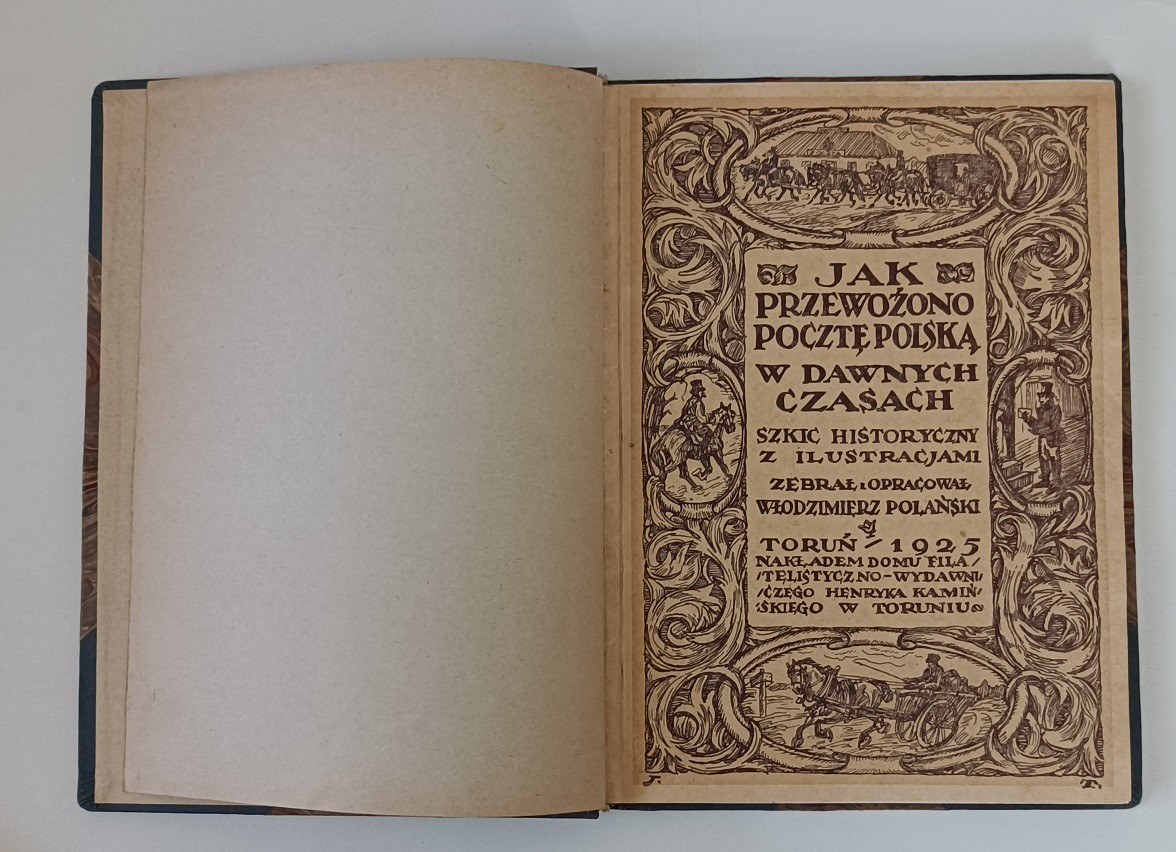 JAK
PRZEWOŻONO
POCZTĘ POLSKĄ
W DAWNYCH
CZASACH
SZKIC HISTORYCZNY
Z ILUSTRACJAMI
ZEBRAŁ I OPRACOWAŁ
WŁODZIMIERZ POLAŃSKI
TORUŃ / 1925
NAKŁADEM DOMU FILA/
/TELISTYCZNO-WYDAWNI/
/CZEGO HENRYKA KAMIŃ/
/SKIEGO W TORUNIU
J. T.